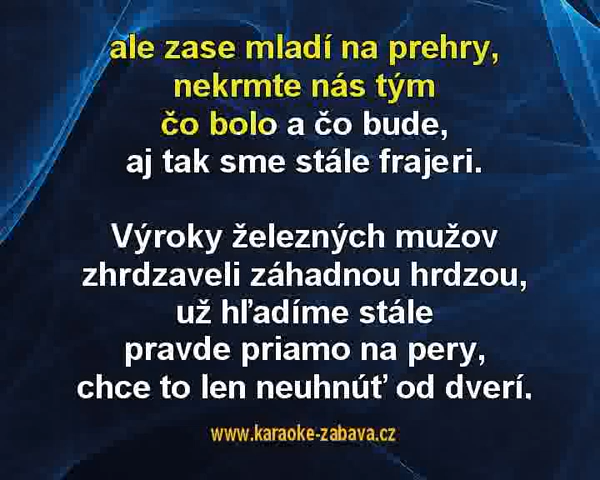 ale zase mladí na prehry,
nekrmte nás tým
čo bolo a čo bude,
aj tak sme stále frajeri.
Výroky železných mužov
zhrdzaveli záhadnou hrdzou,
už hľadíme stále
pravde priamo na pery,
chce to len neuhnúť od dverí.
www.karaoke-zabava.cz